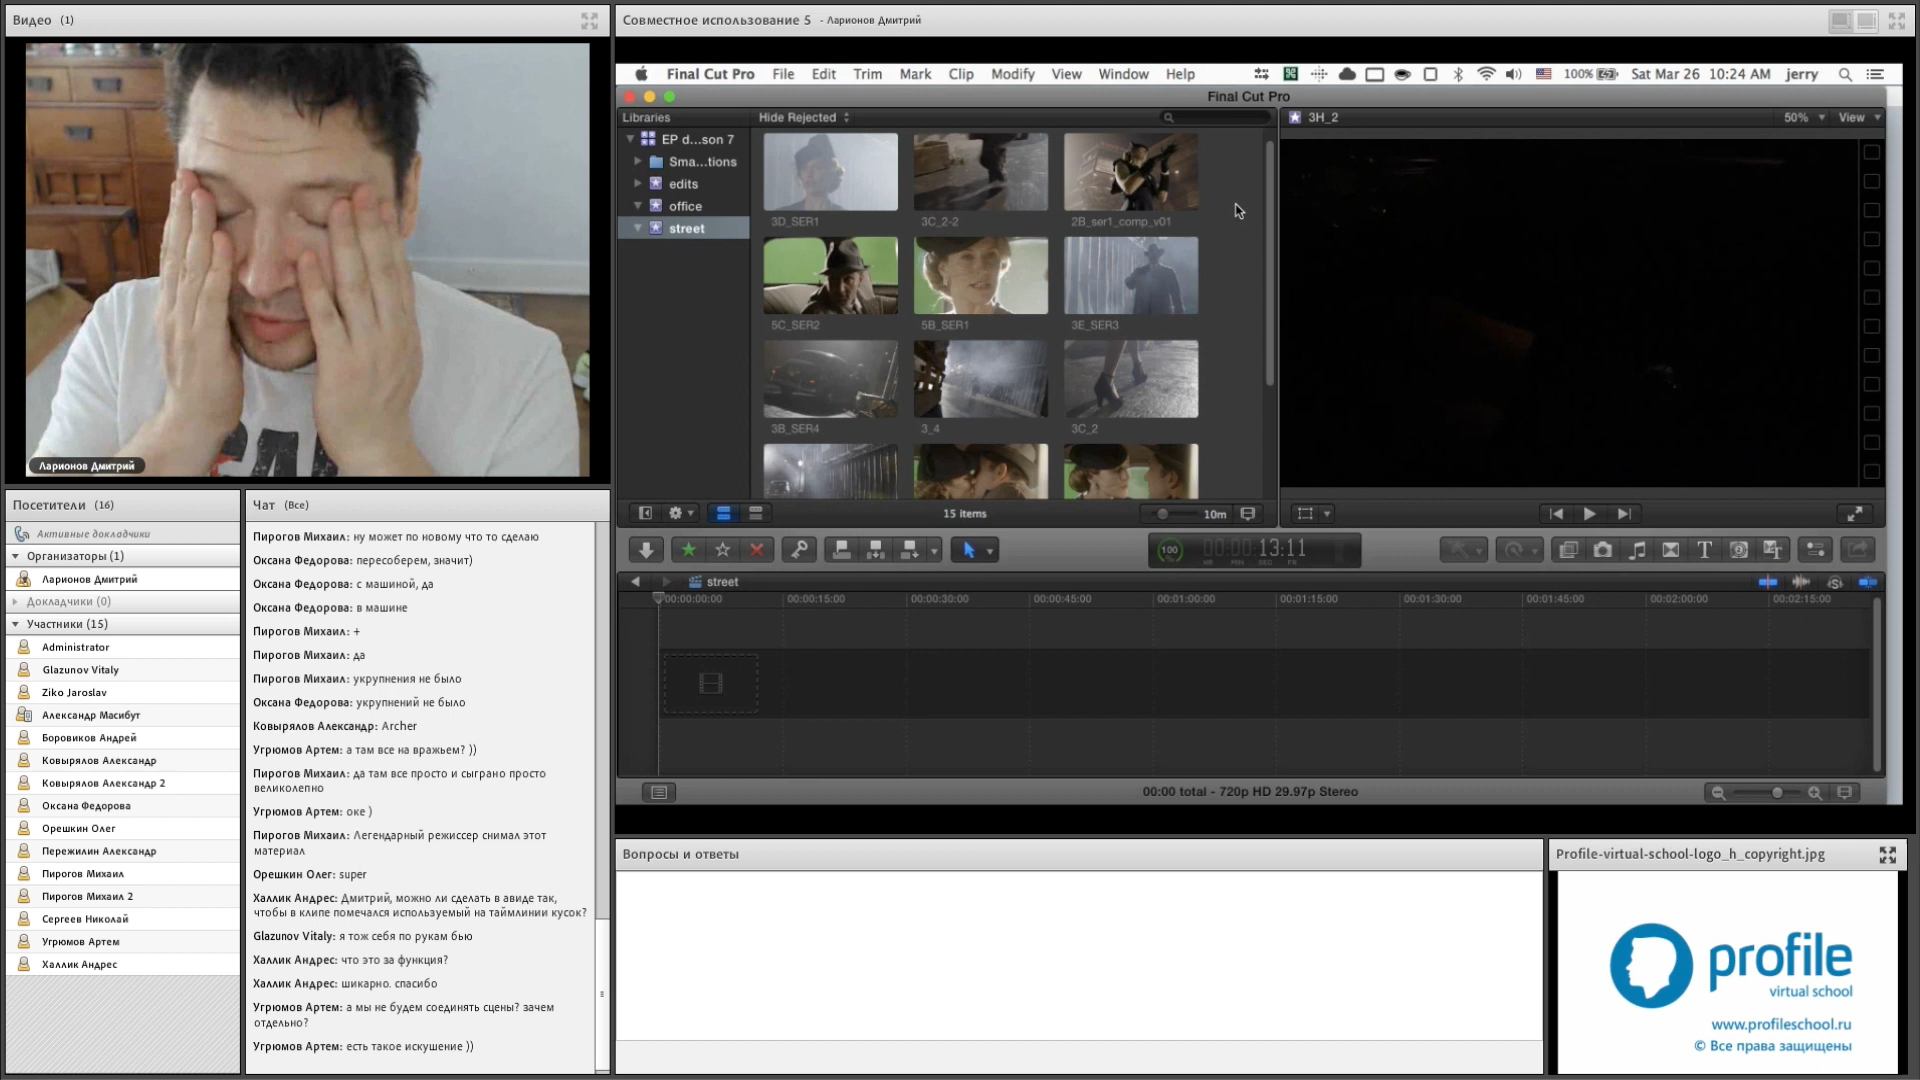 Видео (1)
Ларионов Дмитрий
Посетители (16)
Активные докладчики
Организаторы (1)
Ларионов Дмитрий
Докладчики (0)
Участники (15)
Administrator
Glazunov Vitaly
Ziko Jaroslav
Александр Масибут
Боровиков Андрей
Ковырялов Александр
Ковырялов Александр 2
Оксана Федорова
Орешкин Олег
Пережилин Александр
Пирогов Михаил
Пирогов Михаил 2
Сергеев Николай
Угрюмов Артем
Халлик Андрес
Чат (Все)
Пирогов Михаил: ну может по новому что то сделаю
Оксана Федорова: пересоберем, значит)
Оксана Федорова: с машиной, да
Оксана Федорова: в машине
Пирогов Михаил: +
Пирогов Михаил: да
Пирогов Михаил: укрупнения не было
Оксана Федорова: укрупнений не было
Ковырялов Александр: Archer
Угрюмов Артем: а там все на вражьем? ))
Пирогов Михаил: да там все просто и сыграно просто
великолепно
Угрюмов Артем: оке )
Пирогов Михаил: Легендарный режиссер снимал этот
материал
Орешкин Олег: super
Халлик Андрес: Дмитрий, можно ли сделать в авиде так,
чтобы в клипе помечался используемый на таймлинии кусок?
Glazunov Vitaly: я тож себя по рукам бью
Халлик Андрес: что это за функция?
Халлик Андрес: шикарно. спасибо
Угрюмов Артем: а мы не будем соединять сцены? зачем
отдельно?
Угрюмов Артем: есть такое искушение ))
Совместное использование 5 - Ларионов Дмитрий
Final Cut Pro File Edit Trim Mark Clip Modify View Window Help 100% Sat Mar 26 10:24 AM jerry
Final Cut Pro
Libraries
Hide Rejected
3H_2
50%
View
EP d...son 7
Sma...tions
edits
office
street
3D_SER1
3C_2-2
2B_ser1_comp_v01
5C_SER2
5B_SER1
3E_SER3
3B_SER4
3_4
3C_2
15 items
10m
100
00:00:13:11
HR MIN SEC FR
street
00:00:00:00 00:00:15:00 00:00:30:00 00:00:45:00 00:01:00:00 00:01:15:00 00:01:30:00 00:01:45:00 00:02:00:00 00:02:15:00
00:00 total - 720p HD 29.97p Stereo
Вопросы и ответы
Profile-virtual-school-logo_h_copyright.jpg
profile
virtual school
www.profileschool.ru
© Все права защищены